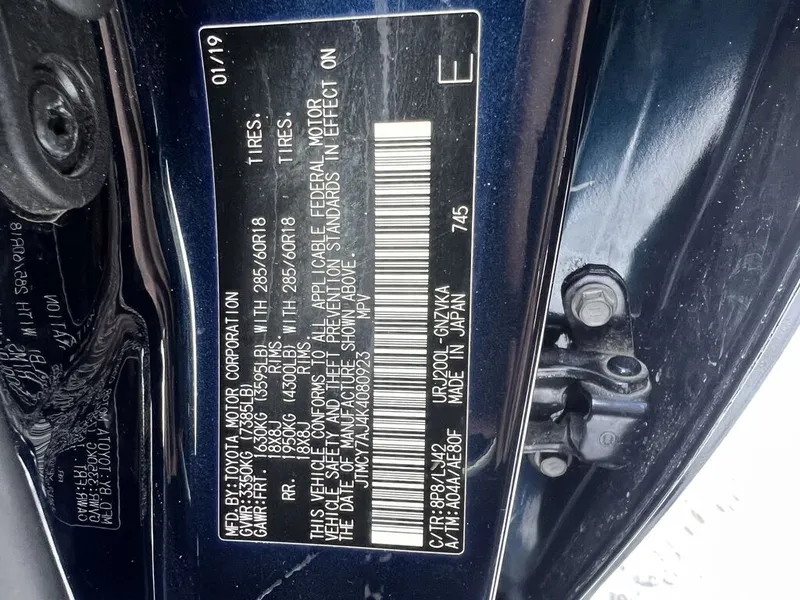 MFD.BY:TOYOTA MOTOR CORPORATION 01/19
GVWR:3350KG (7385LB)
GAWR:FRT. 1630KG (3595LB) WITH 285/60R18 TIRES.
18X8J RIMS.
RR. 1950KG (4300LB) WITH 285/60R18 TIRES.
18X8J RIMS.
THIS VEHICLE CONFORMS TO ALL APPLICABLE FEDERAL MOTOR
VEHICLE SAFETY AND THEFT PREVENTION STANDARDS IN EFFECT ON
THE DATE OF MANUFACTURE SHOWN ABOVE.
JTMCY7AJ4K4080923 MPV
C/TR:8P8/LJ42 URJ200L-GNZVKA 745 E
A/TM:A04A/AE80F MADE IN JAPAN